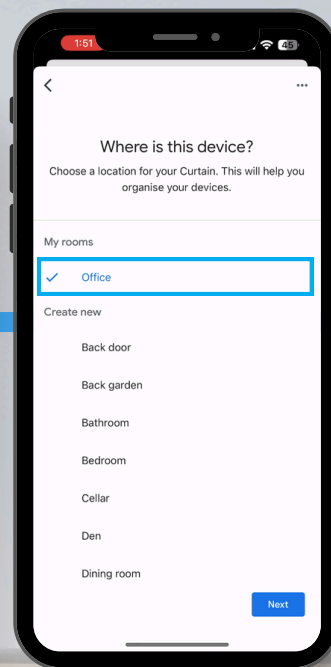 1:51
45
Where is this device?
Choose a location for your Curtain. This will help you
organise your devices.
My rooms
Office
Create new
Back door
Back garden
Bathroom
Bedroom
Cellar
Den
Dining room
Next